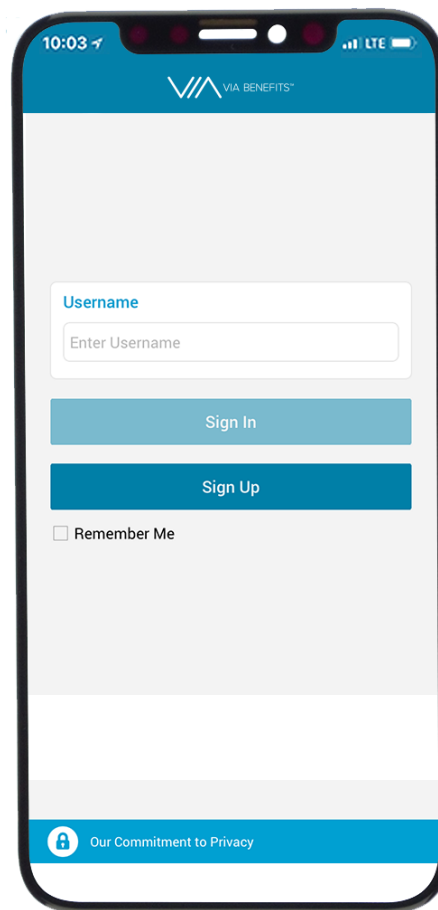 10:03
LTE
VIA BENEFITS™
Username
Enter Username
Sign In
Sign Up
Remember Me
Our Commitment to Privacy